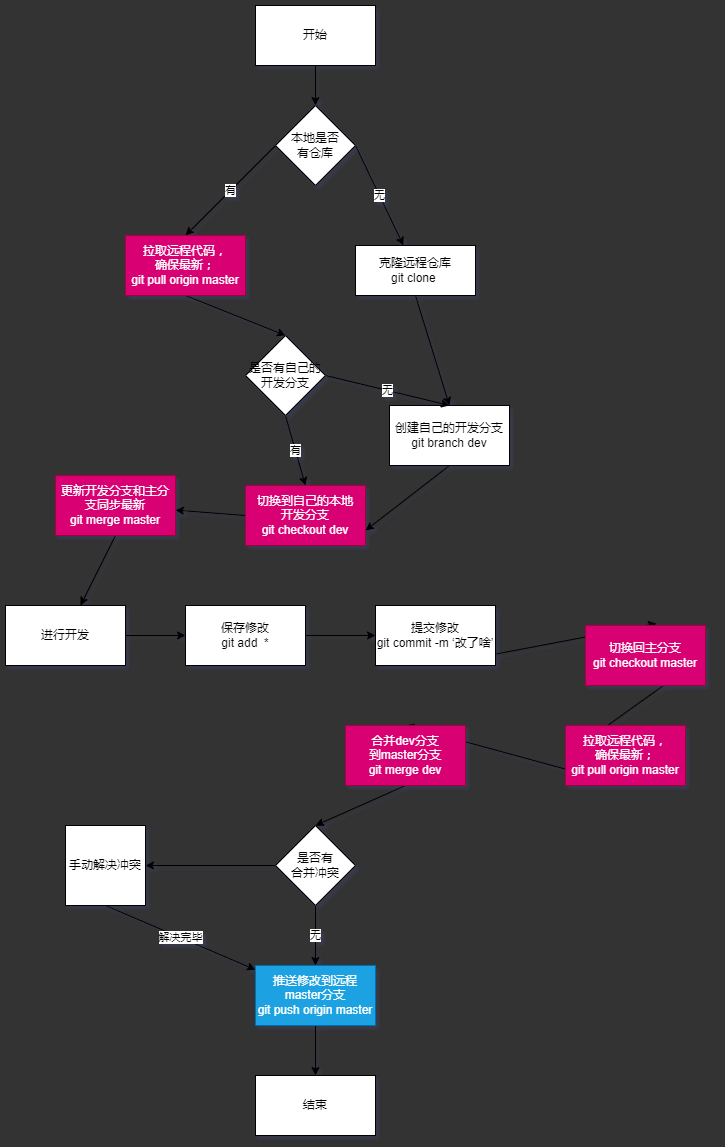 开始
本地是否
有仓库
有
无
拉取远程代码，
确保最新；
git pull origin master
克隆远程仓库
git clone
是否有自己的
开发分支
无
有
创建自己的开发分支
git branch dev
更新开发分支和主分
支同步最新
git merge master
切换到自己的本地
开发分支
git checkout dev
进行开发
保存修改
git add  *
提交修改
git commit -m ‘改了啥’
切换回主分支
git checkout master
合并dev分支
到master分支
git merge dev
拉取远程代码，
确保最新；
git pull origin master
手动解决冲突
是否有
合并冲突
解决完毕
无
推送修改到远程
master分支
git push origin master
结束